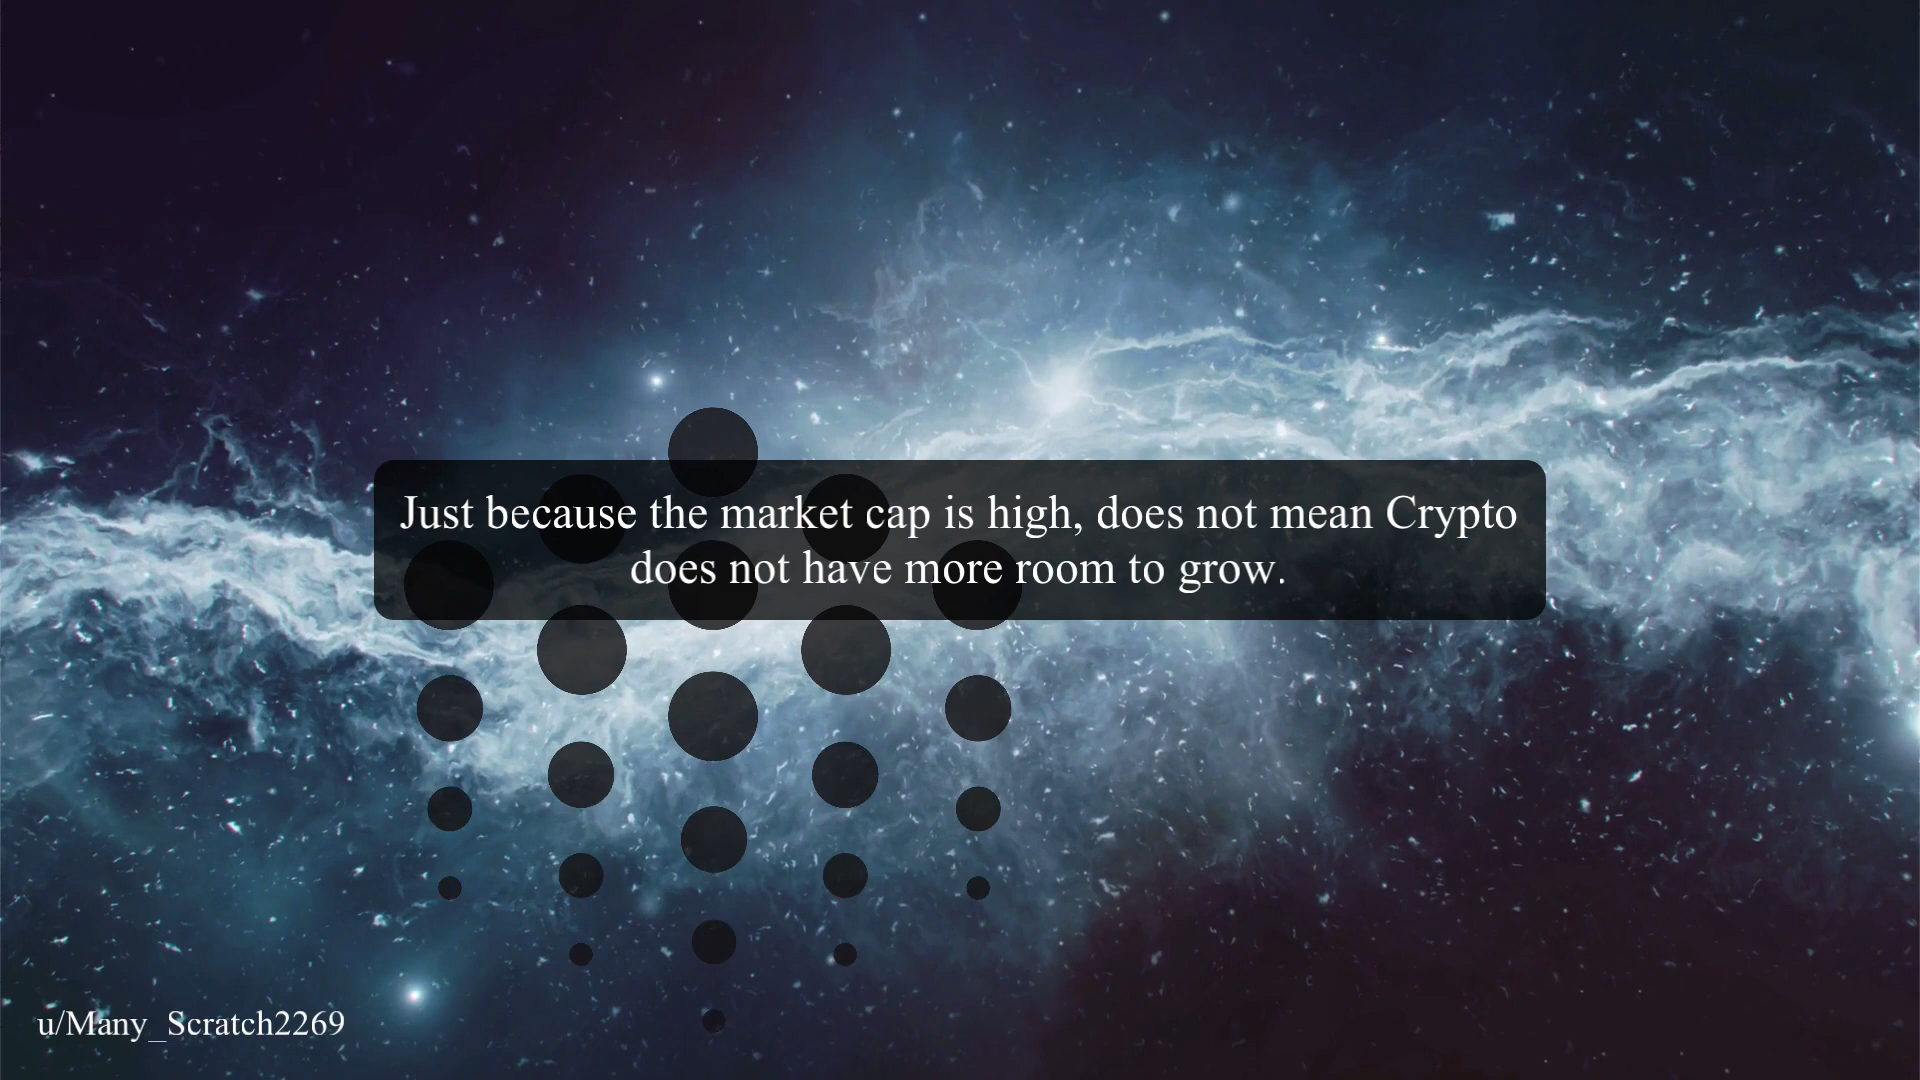 Just because the market cap is high, does not mean Crypto
does not have more room to grow.
u/Many_Scratch2269